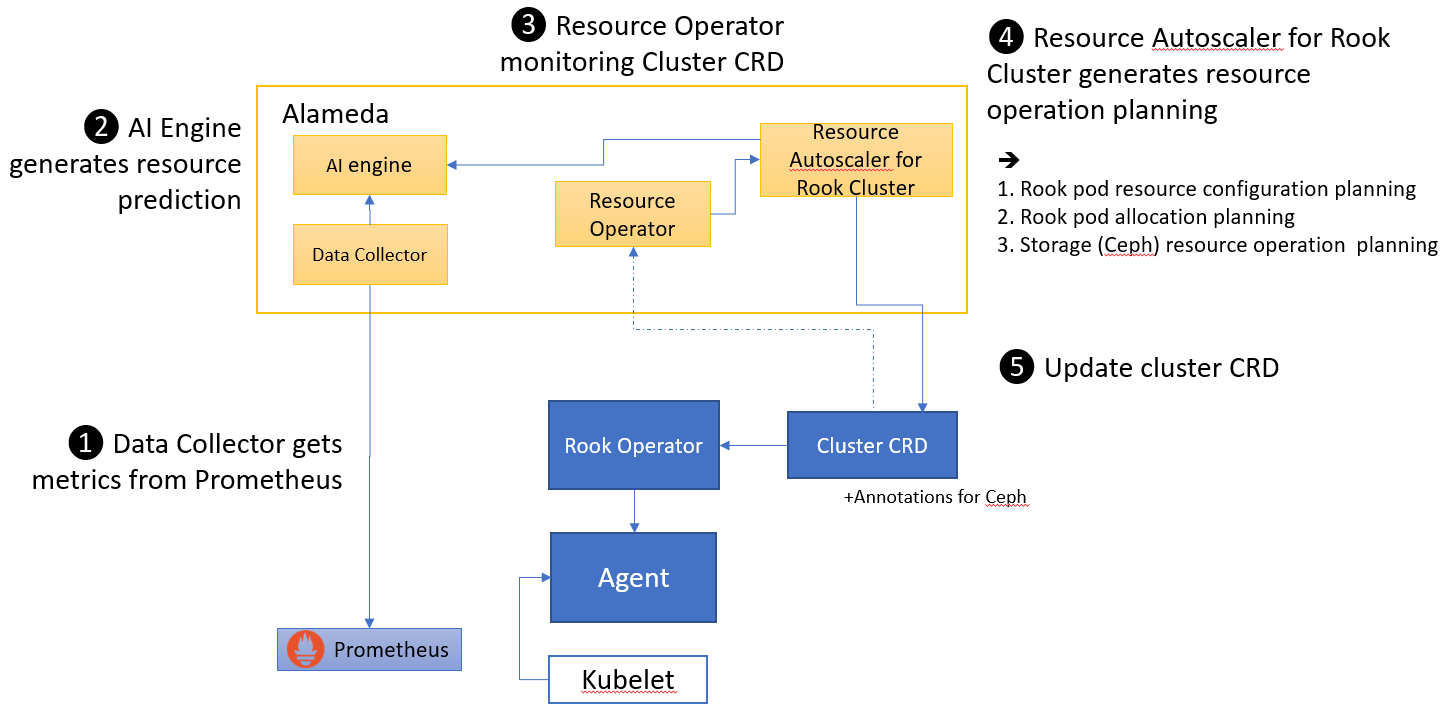 ❸ Resource Operator
monitoring Cluster CRD
❹ Resource Autoscaler for Rook
Cluster generates resource
operation planning
➔
1. Rook pod resource configuration planning
2. Rook pod allocation planning
3. Storage (Ceph) resource operation planning
❷ AI Engine
generates resource
prediction
Alameda
AI engine
Data Collector
Resource
Operator
Resource
Autoscaler for
Rook Cluster
❺ Update cluster CRD
❶ Data Collector gets
metrics from Prometheus
Rook Operator
Cluster CRD
+Annotations for Ceph
Agent
Prometheus
Kubelet